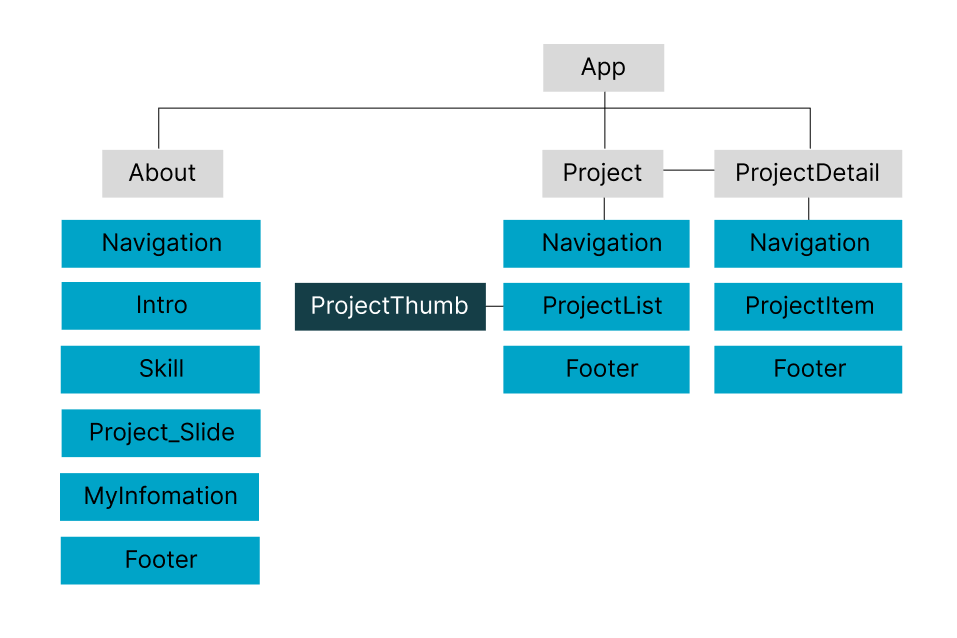 App
About
Project
ProjectDetail
Navigation
Intro
Skill
Project_Slide
MyInfomation
Footer
ProjectThumb
Navigation
ProjectList
Footer
Navigation
ProjectItem
Footer